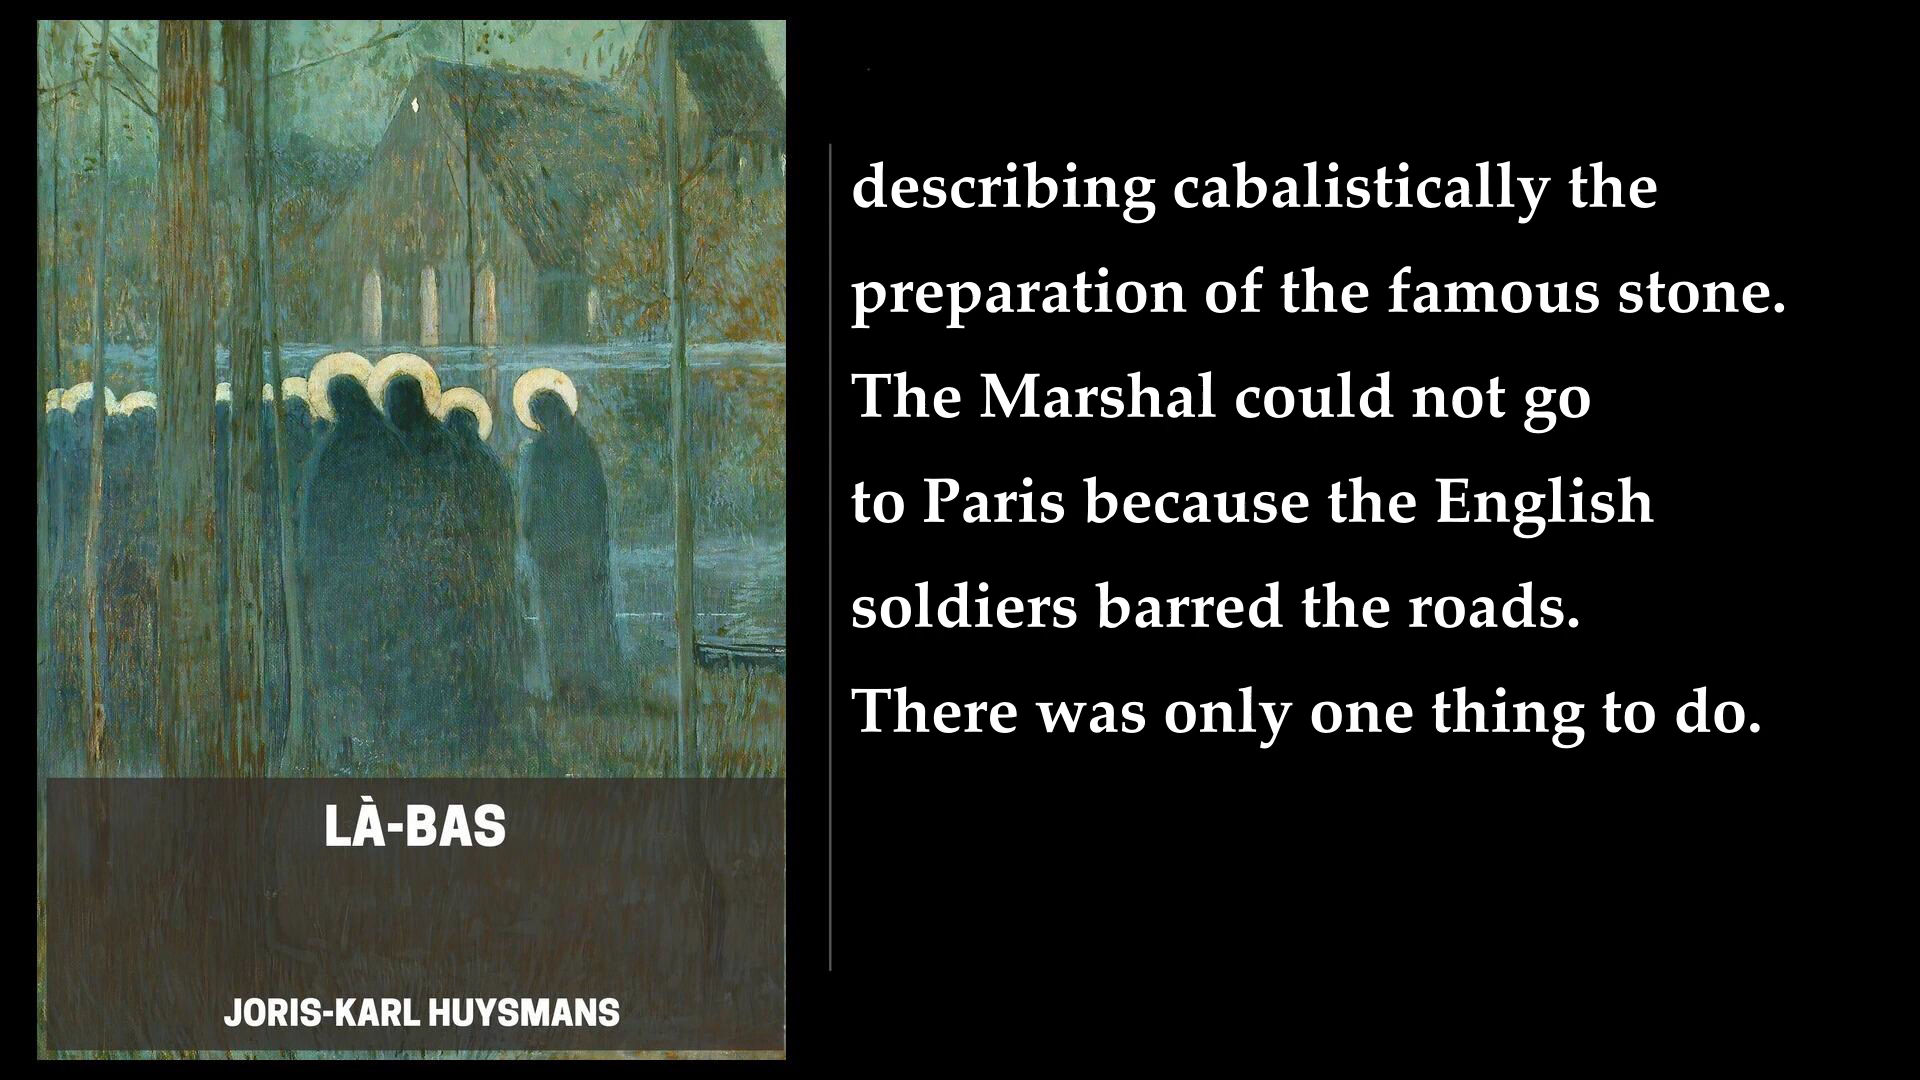 LÀ-BAS
JORIS-KARL HUYSMANS
describing cabalistically the
preparation of the famous stone.
The Marshal could not go
to Paris because the English
soldiers barred the roads.
There was only one thing to do.